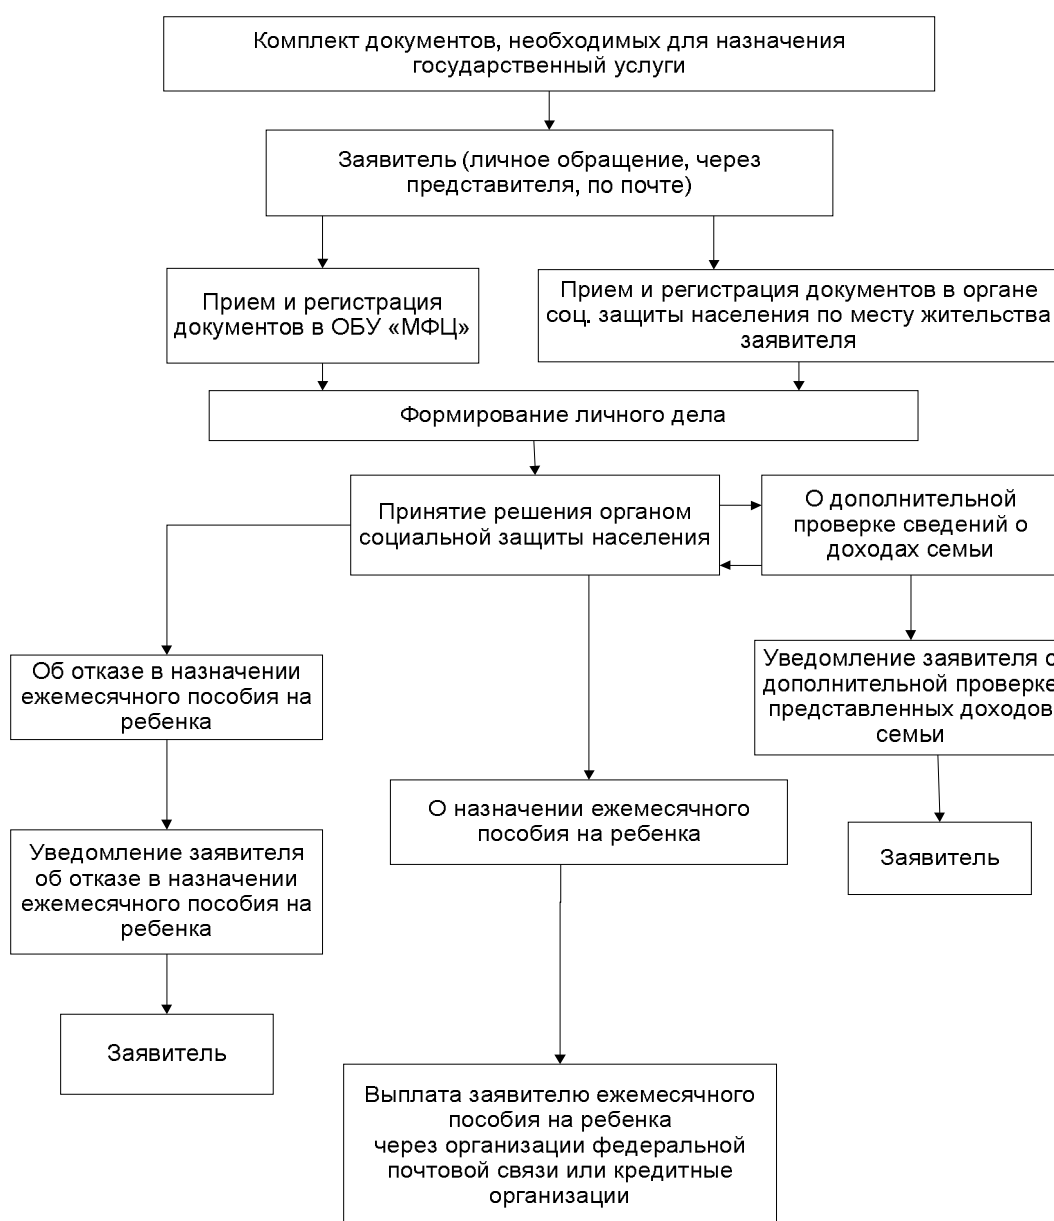 Комплект документов, необходимых для назначения
государственный услуги
Заявитель (личное обращение, через
представителя, по почте)
Прием и регистрация
документов в ОБУ «МФЦ»
Прием и регистрация документов в органе
соц. защиты населения по месту жительства
заявителя
Формирование личного дела
Принятие решения органом
социальной защиты населения
О дополнительной
проверке сведений о
доходах семьи
Об отказе в назначении
ежемесячного пособия на
ребенка
Уведомление заявителя о
дополнительной проверке
представленных доходов
семьи
О назначении ежемесячного
пособия на ребенка
Заявитель
Уведомление заявителя
об отказе в назначении
ежемесячного пособия на
ребенка
Заявитель
Выплата заявителю ежемесячного
пособия на ребенка
через организации федеральной
почтовой связи или кредитные
организации